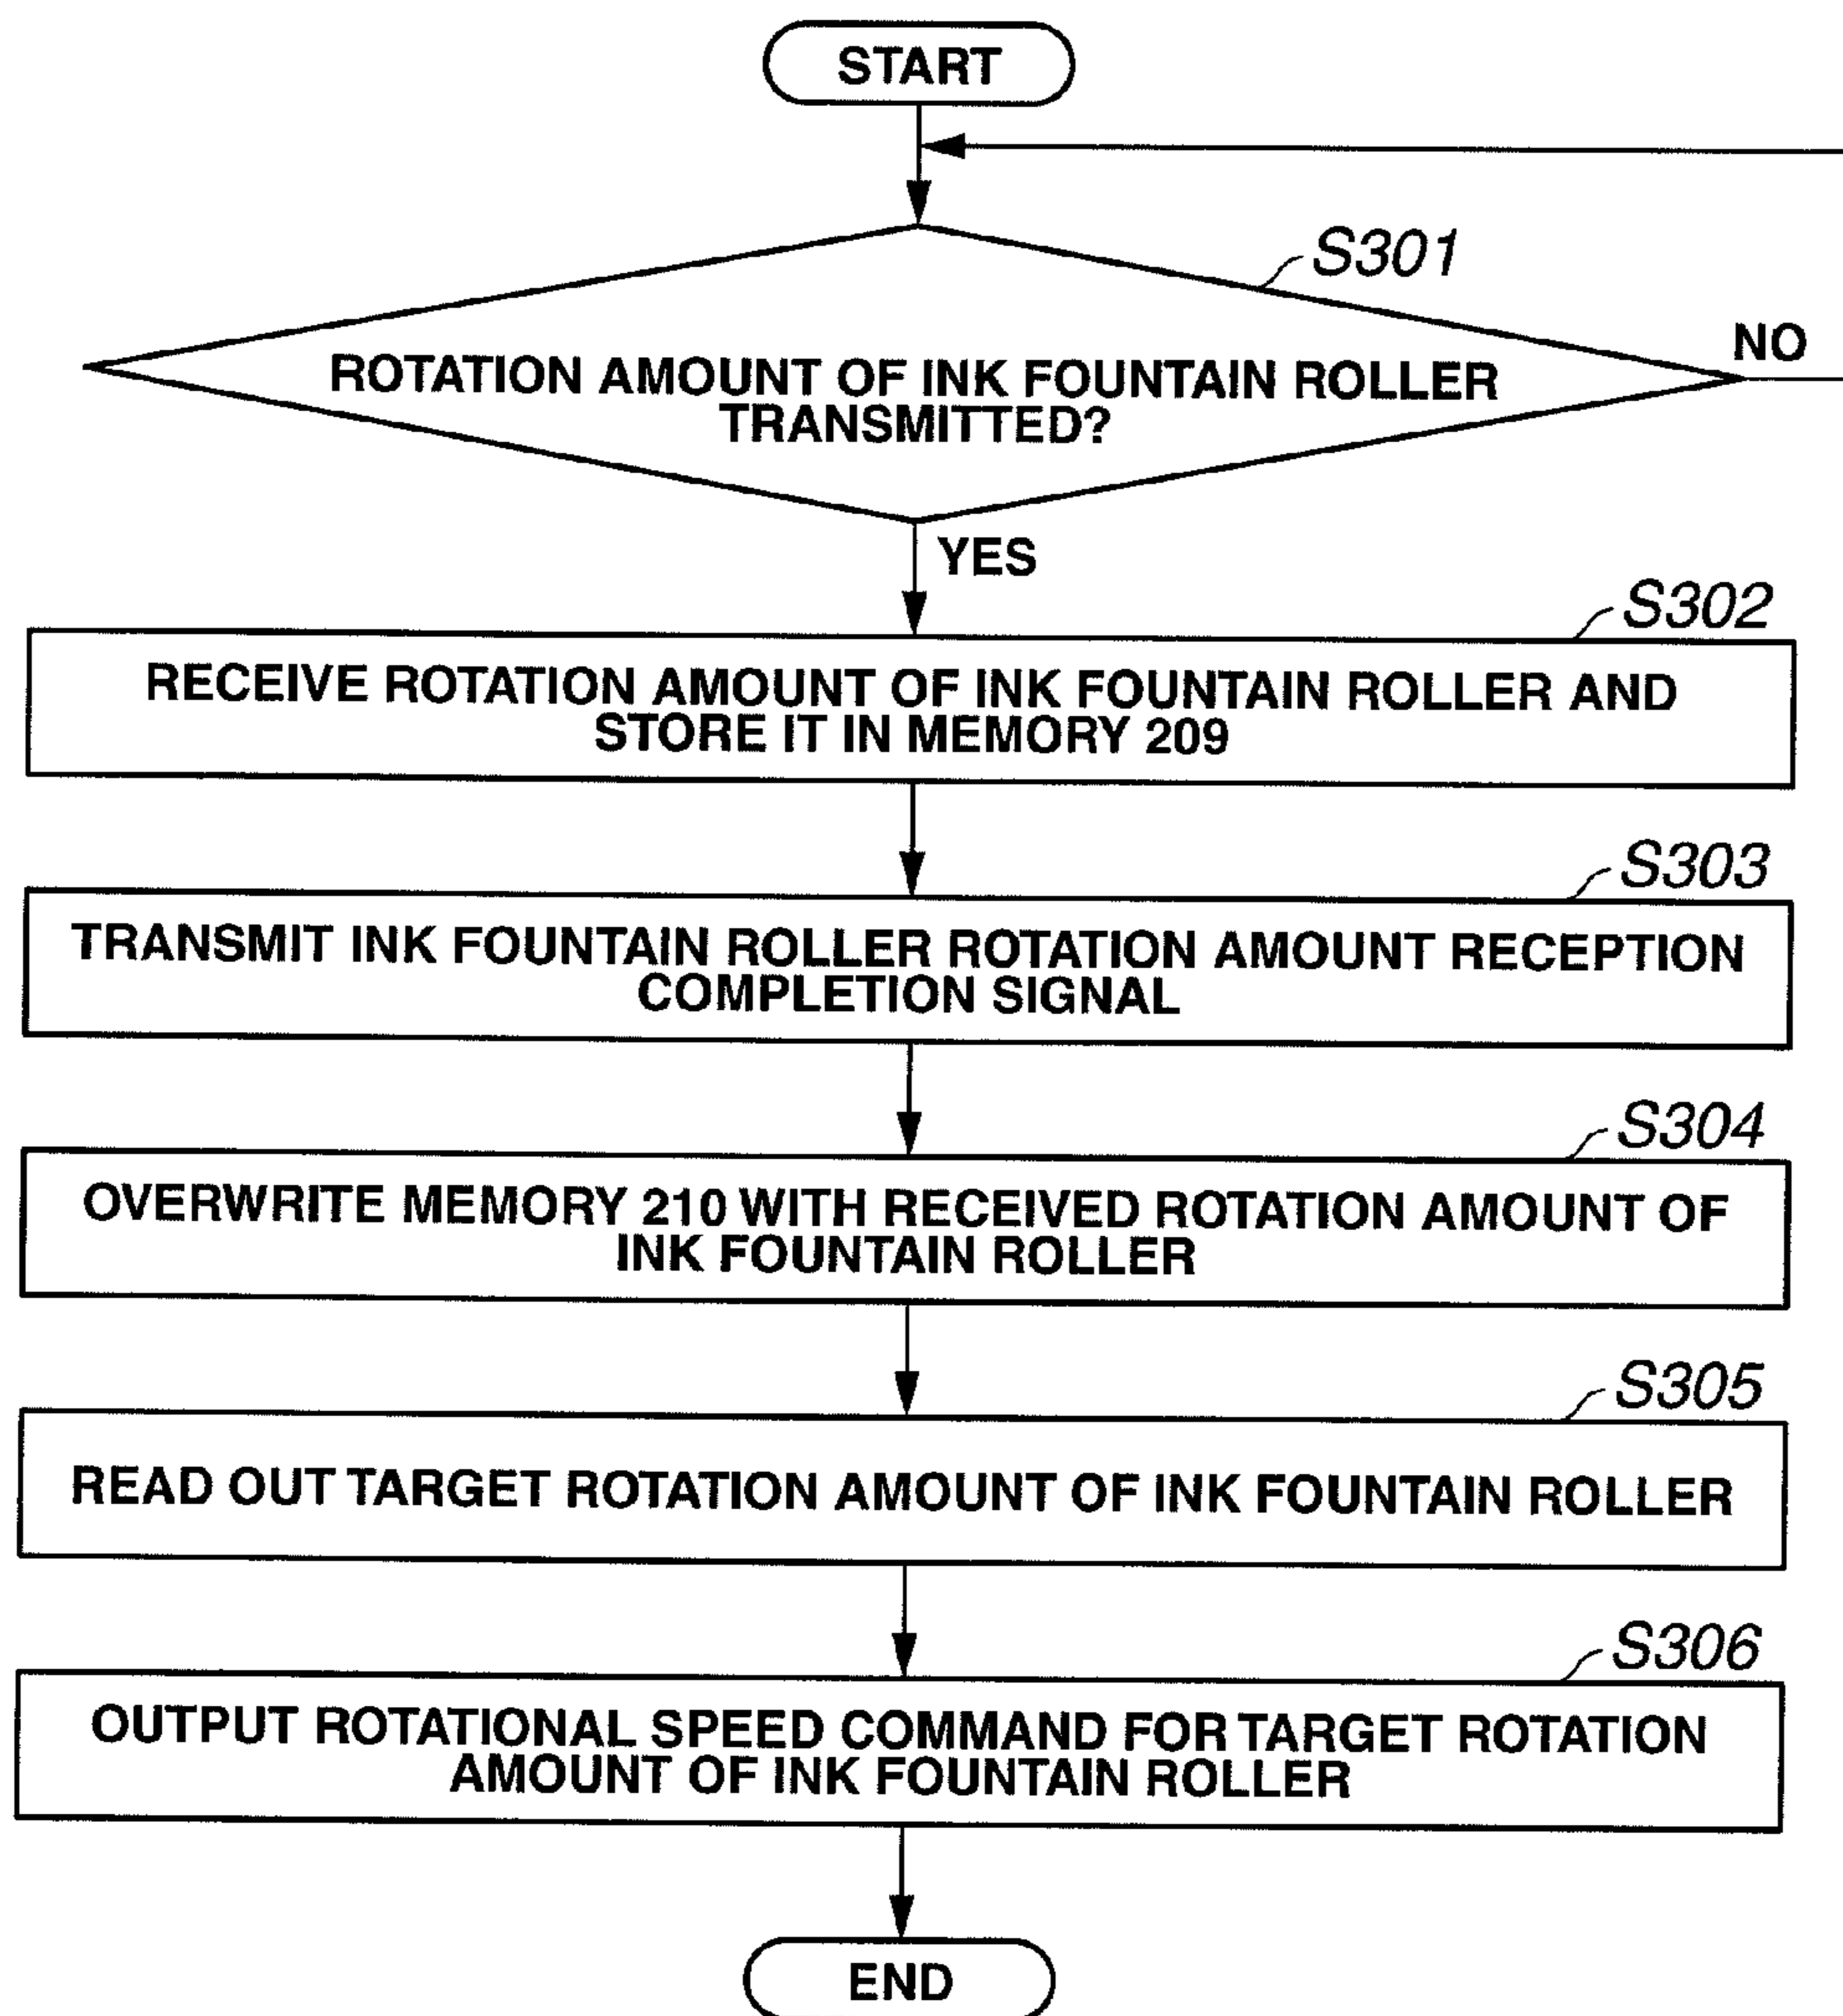 START
S301
ROTATION AMOUNT OF INK FOUNTAIN ROLLER
TRANSMITTED?
NO
YES
S302
RECEIVE ROTATION AMOUNT OF INK FOUNTAIN ROLLER AND
STORE IT IN MEMORY 209
S303
TRANSMIT INK FOUNTAIN ROLLER ROTATION AMOUNT RECEPTION
COMPLETION SIGNAL
S304
OVERWRITE MEMORY 210 WITH RECEIVED ROTATION AMOUNT OF
INK FOUNTAIN ROLLER
S305
READ OUT TARGET ROTATION AMOUNT OF INK FOUNTAIN ROLLER
S306
OUTPUT ROTATIONAL SPEED COMMAND FOR TARGET ROTATION
AMOUNT OF INK FOUNTAIN ROLLER
END